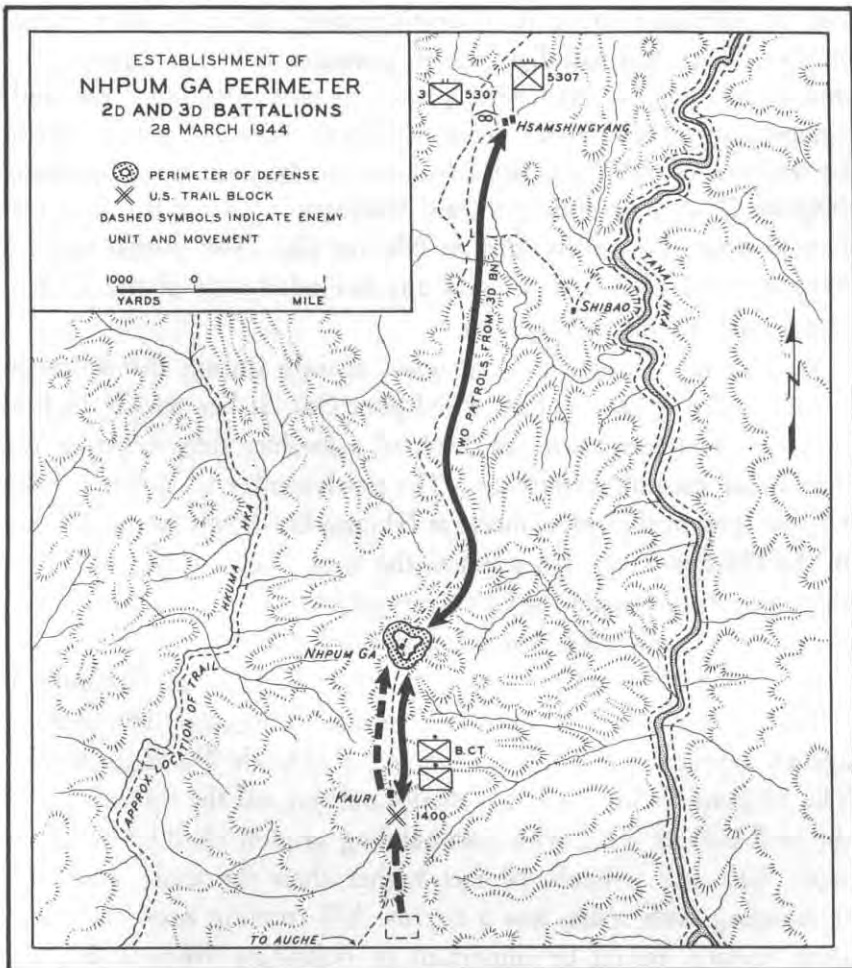 ESTABLISHMENT OF
NHPUM GA PERIMETER
2D AND 3D BATTALIONS
28 MARCH 1944
PERIMETER OF DEFENSE
U.S. TRAIL BLOCK
DASHED SYMBOLS INDICATE ENEMY
UNIT AND MOVEMENT
1000 0 1
YARDS MILE
3 5307
5307
HSAMSHINGYANG
SHIBAO
TANAI HKA
TWO PATROLS FROM 3D BN
HKUMA HKA
NHPUM GA
APPROX. LOCATION OF TRAIL
B.CT
KAURI
1400
TO AUCHE